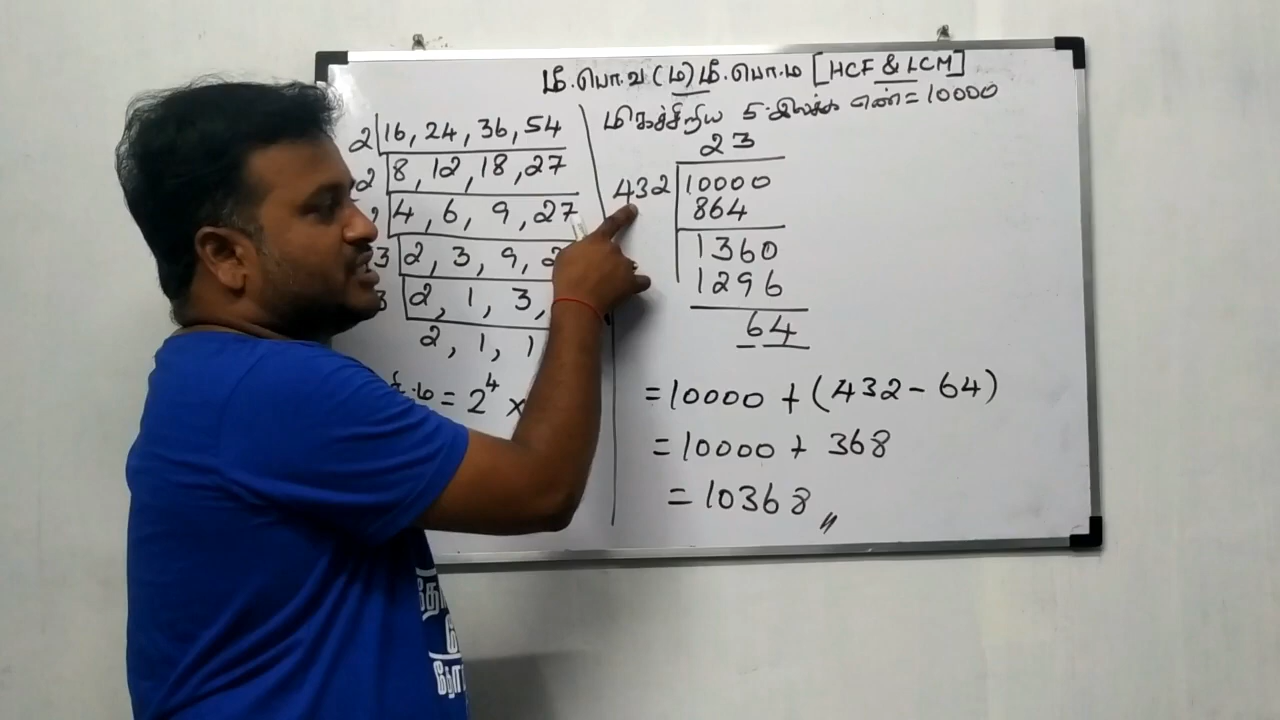 மீ.பொ.வ (ம) மீ.பொ.ம [HCF & LCM]
2 16, 24, 36, 54
2 8, 12, 18, 27
4, 6, 9, 27
3 2, 3, 9, 2
3 2, 1, 3,
2, 1, 1
= 2⁴ ×
மிகச்சிறிய 5 இலக்க எண் = 10000
23
432 10000
864
1360
1296
64
= 10000 + (432 - 64)
= 10000 + 368
= 10368 〃